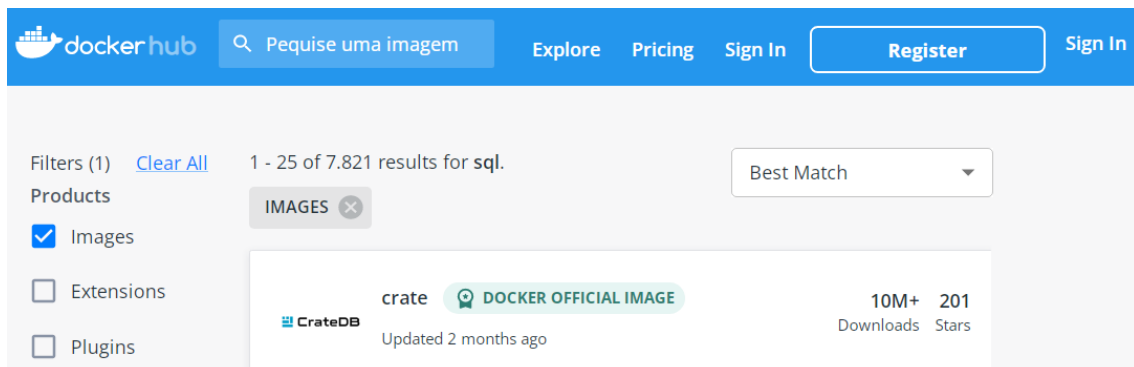 dockerhub Pequise uma imagem Explore Pricing Sign In Register Sign In
Filters (1) Clear All 1 - 25 of 7.821 results for sql. Best Match
Products
IMAGES
Images
Extensions
crate DOCKER OFFICIAL IMAGE 10M+ 201
CrateDB
Updated 2 months ago Downloads Stars
Plugins